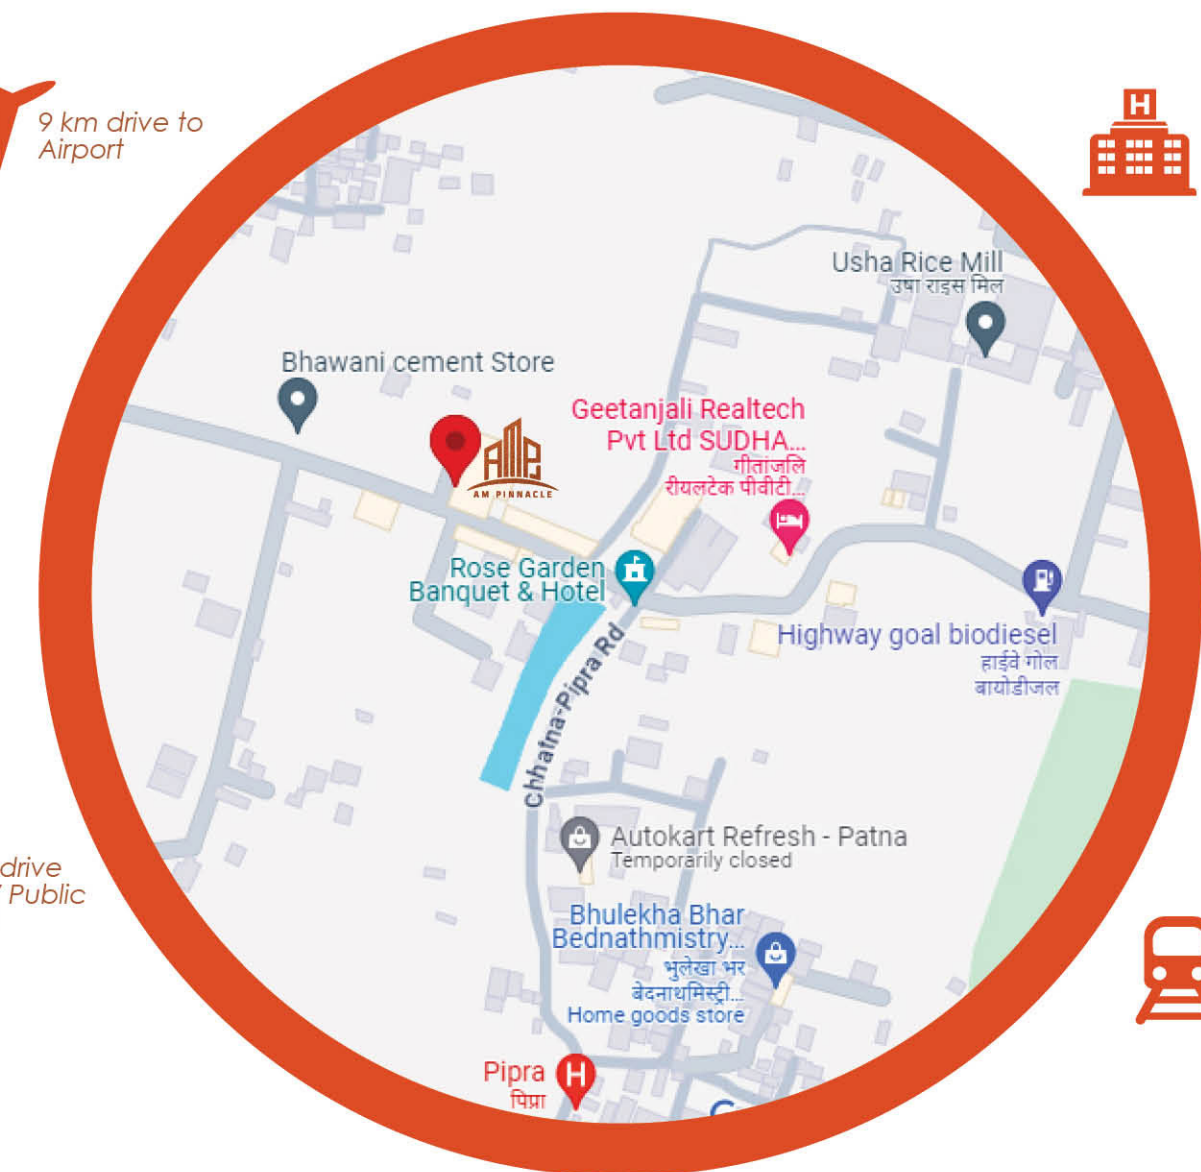 9 km drive to
Airport
H
Usha Rice Mill
उषा राइस मिल
Bhawani cement Store
Geetanjali Realtech
Pvt Ltd SUDHA...
गीतांजलि
रीयलटेक पीवीटी...
AM PINNACLE
Rose Garden
Banquet & Hotel
Highway goal biodiesel
हाईवे गोल
बायोडीजल
Chhatna-Pipra Rd
drive
Public
Autokart Refresh - Patna
Temporarily closed
Bhulekha Bhar
Bednathmistry...
भुलेखा भर
बेदनाथमिस्ट्री...
Home goods store
Pipra
पिप्रा
H